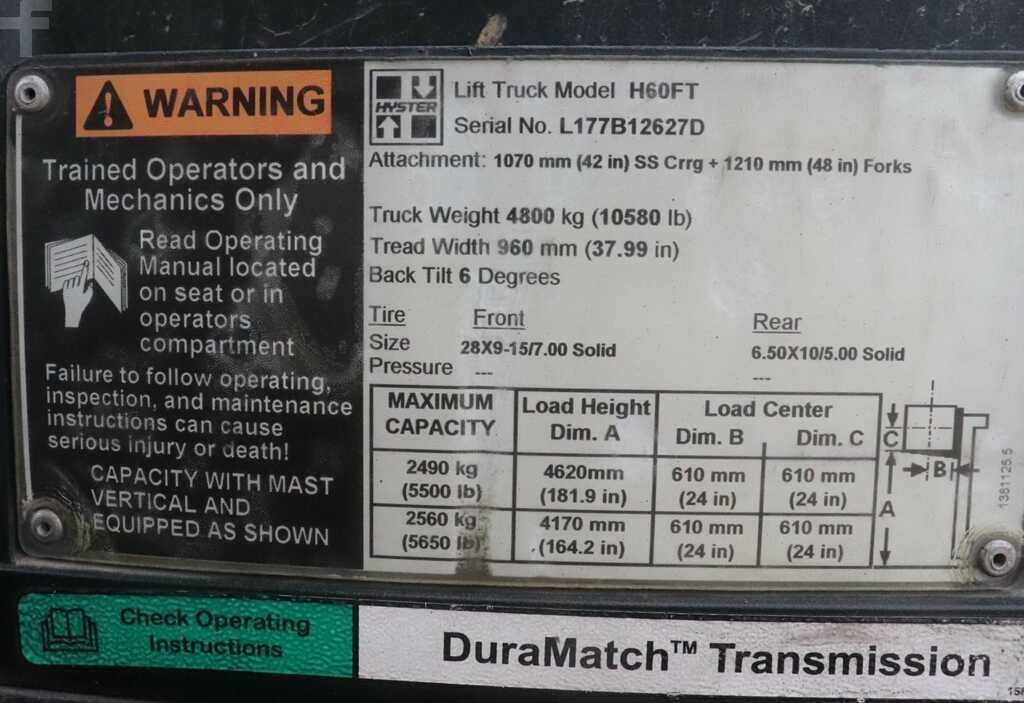 WARNING
Trained Operators and
Mechanics Only
Read Operating
Manual located
on seat or in
operators
compartment
Failure to follow operating,
inspection, and maintenance
instructions can cause
serious injury or death!
CAPACITY WITH MAST
VERTICAL AND
EQUIPPED AS SHOWN
HYSTER
Lift Truck Model H60FT
Serial No. L177B12627D
Attachment: 1070 mm (42 in) SS Crrg + 1210 mm (48 in) Forks
Truck Weight 4800 kg (10580 lb)
Tread Width 960 mm (37.99 in)
Back Tilt 6 Degrees
Tire Front Rear
Size 28X9-15/7.00 Solid 6.50X10/5.00 Solid
Pressure --- ---
MAXIMUM CAPACITY Load Height Dim. A Load Center Dim. B Dim. C
2490 kg 4620mm 610 mm 610 mm
(5500 lb) (181.9 in) (24 in) (24 in)
2560 kg 4170 mm 610 mm 610 mm
(5650 lb) (164.2 in) (24 in) (24 in)
C
B
A
1381125.5
Check Operating
Instructions
DuraMatch™ Transmission